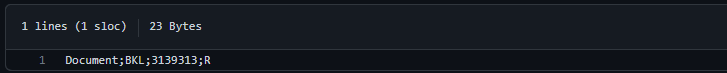 1 lines (1 sloc) 23 Bytes
1 Document;BKL;3139313;R